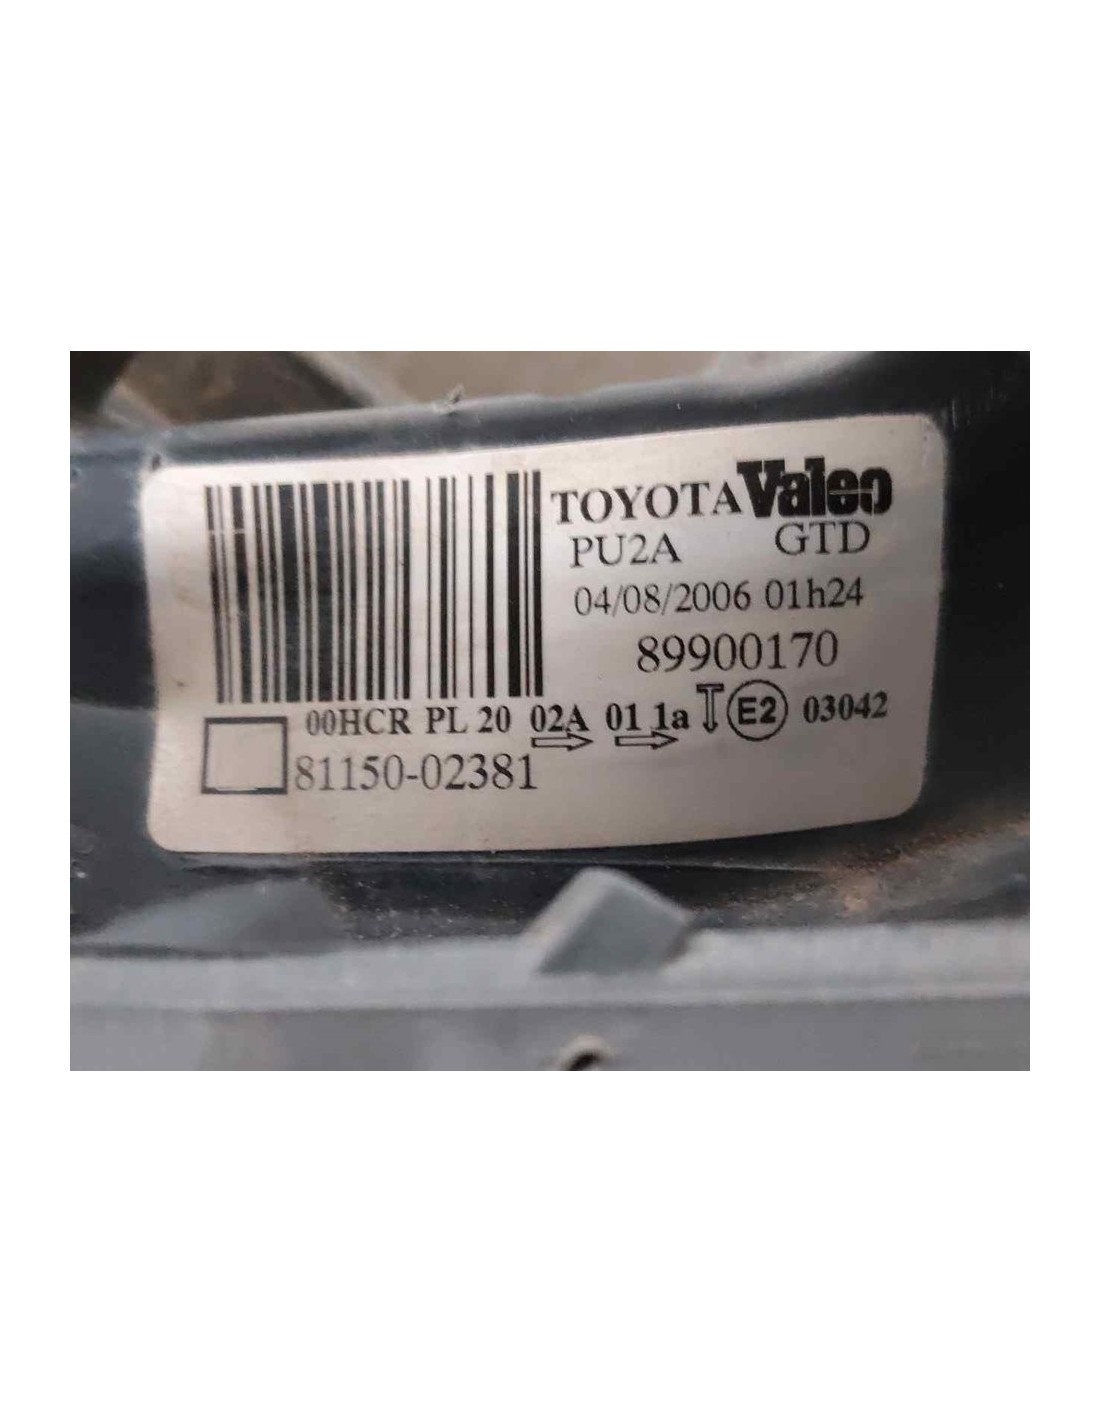 TOYOTA Valeo
PU2A GTD
04/08/2006 01h24
89900170
00HCR PL 20 02A 01 1a E2 03042
81150-02381